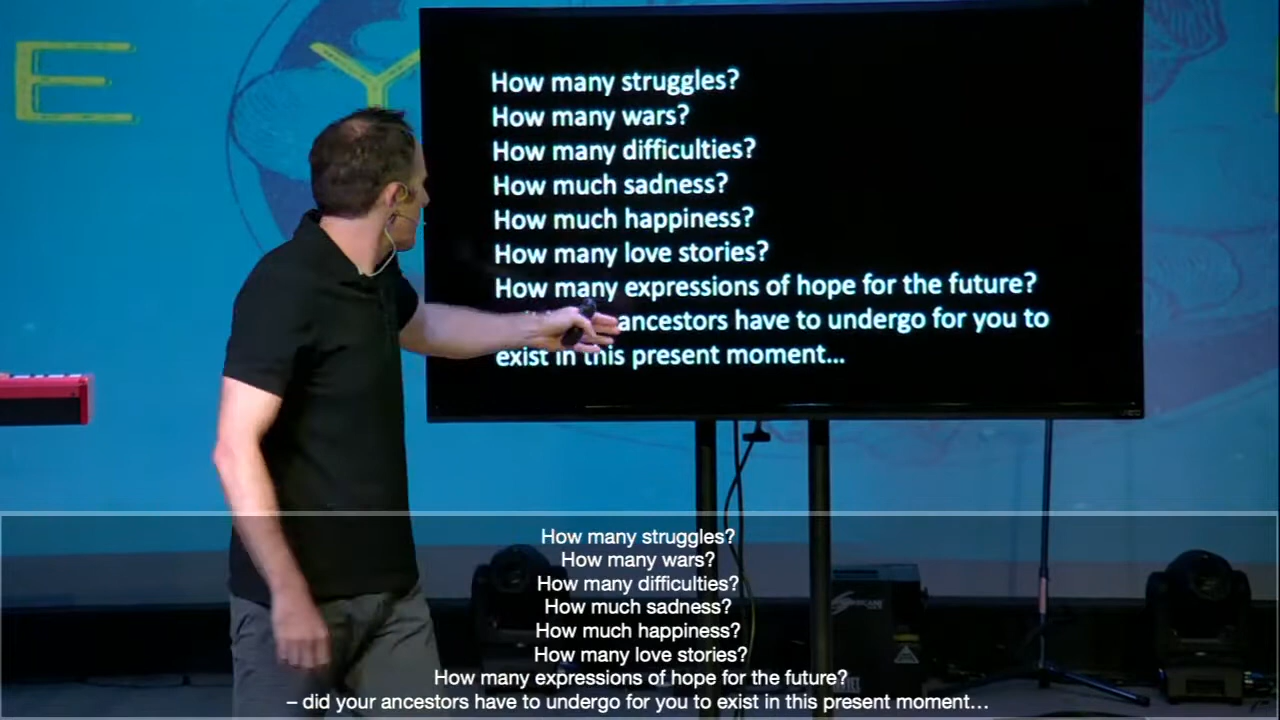 E Y
How many struggles?
How many wars?
How many difficulties?
How much sadness?
How much happiness?
How many love stories?
How many expressions of hope for the future?
ancestors have to undergo for you to
exist in this present moment...
How many struggles?
How many wars?
How many difficulties?
How much sadness?
How much happiness?
How many love stories?
How many expressions of hope for the future?
– did your ancestors have to undergo for you to exist in this present moment...